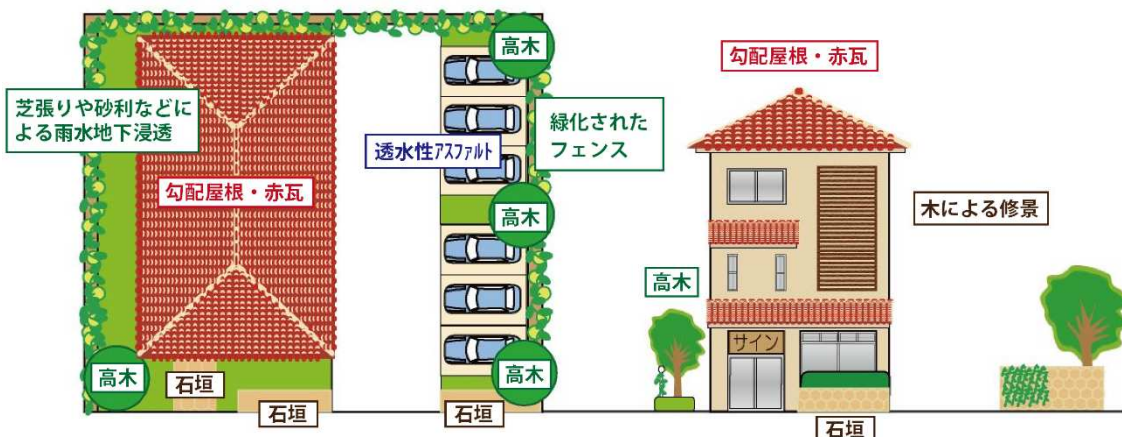 高木
芝張りや砂利などに
よる雨水地下浸透
透水性ｱｽﾌｧﾙﾄ
緑化された
フェンス
勾配屋根・赤瓦
高木
高木
石垣
高木
石垣
石垣
勾配屋根・赤瓦
木による修景
高木
サイン
石垣